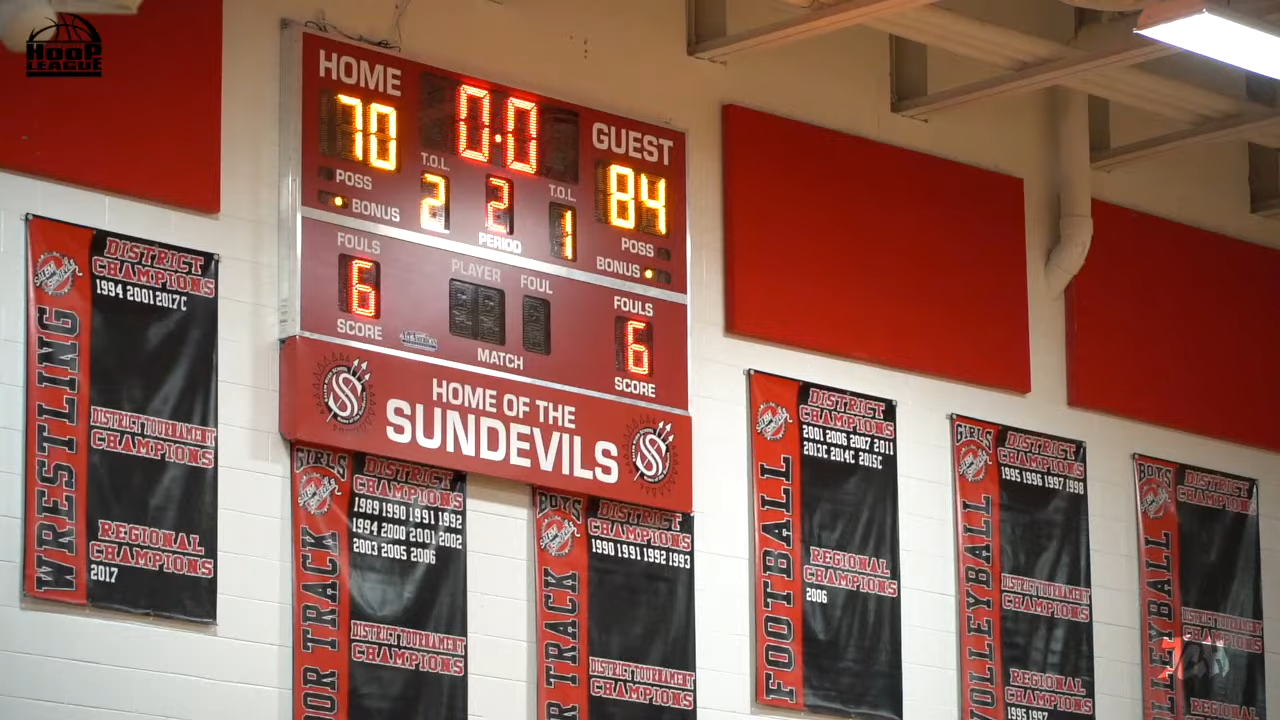 HOOP
LEAGUE
HOME
GUEST
70
0:0
84
T.O.L.
T.O.L.
POSS
POSS
2
2
1
BONUS
BONUS
PERIOD
FOULS
PLAYER
FOUL
FOULS
6
6
SCORE
MATCH
SCORE
HOME OF THE
SUNDEVILS
WRESTLING
DISTRICT
CHAMPIONS
1994 2001 2017C
DISTRICT TOURNAMENT
CHAMPIONS
REGIONAL
CHAMPIONS
2017
GIRLS
OOR TRACK
DISTRICT
CHAMPIONS
1989 1990 1991 1992
1994 2000 2001 2002
2003 2005 2006
DISTRICT TOURNAMENT
CHAMPIONS
BOYS
R TRACK
DISTRICT
CHAMPIONS
1990 1991 1992 1993
DISTRICT TOURNAMENT
CHAMPIONS
FOOTBALL
DISTRICT
CHAMPIONS
2001 2006 2007 2011
2013C 2014C 2015C
REGIONAL
CHAMPIONS
2006
GIRLS
VOLLEYBALL
DISTRICT
CHAMPIONS
1995 1996 1997 1998
DISTRICT TOURNAMENT
CHAMPIONS
REGIONAL
CHAMPIONS
1995 1997
BOYS
LLEYBALL
DISTRICT
CHAMPIONS
DISTRICT TOURNAMENT
CHAMPIONS
REGIONAL